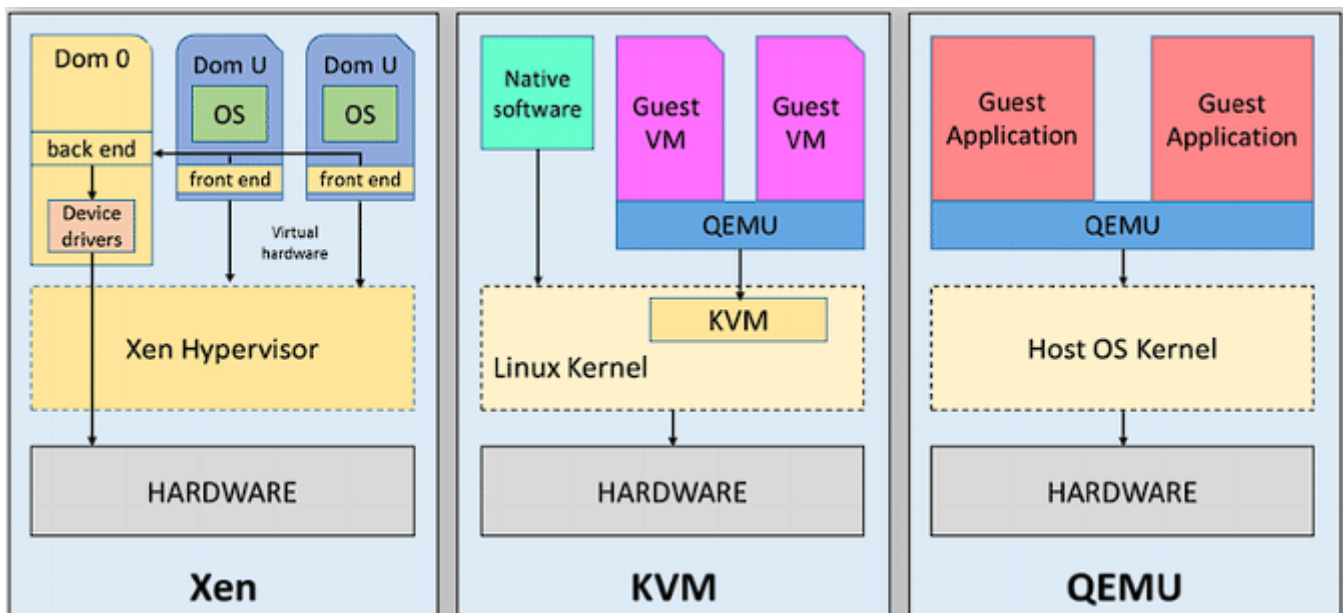 Dom 0
back end
Device
drivers
Dom U
OS
front end
Dom U
OS
front end
Virtual
hardware
Xen Hypervisor
HARDWARE
Xen
Native
software
Guest
VM
Guest
VM
QEMU
KVM
Linux Kernel
HARDWARE
KVM
Guest
Application
Guest
Application
QEMU
Host OS Kernel
HARDWARE
QEMU